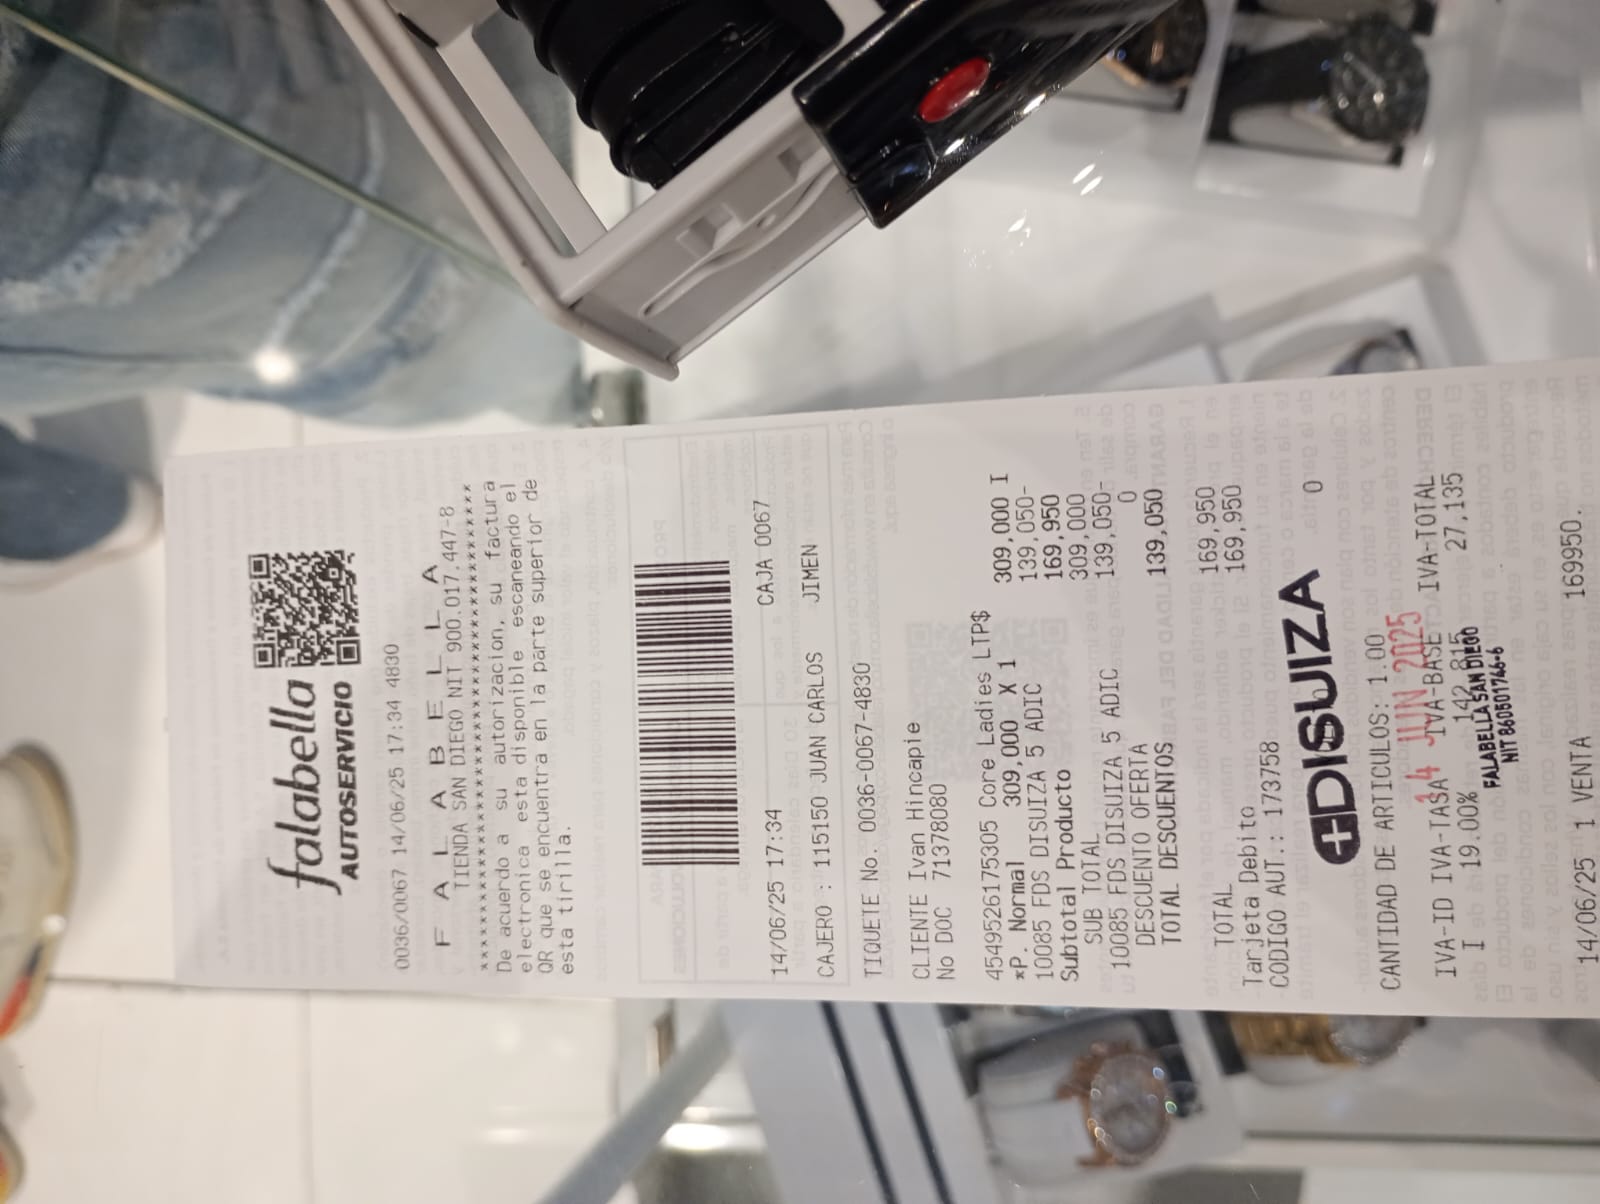 falabella
AUTOSERVICIO
0036/0067 14/06/25 17:34 4830
F A L A B E L L A
TIENDA SAN DIEGO NIT 900.017.447-8
****************************************
De acuerdo a su autorizacion, su factura
electronica esta disponible escaneando el
QR que se encuentra en la parte superior de
esta tirilla.
14/06/25 17:34 CAJA 0067
CAJERO : 115150 JUAN CARLOS JIMEN
TIQUETE No. 0036-0067-4830
CLIENTE Ivan Hincapie
No DOC 71378080
4549526175305 Core Ladies LTP$
*P. Normal 309,000 X 1 309,000 I
10085 FDS DISUIZA 5 ADIC 139,050-
Subtotal Producto 169,950
SUB TOTAL 309,000
10085 FDS DISUIZA 5 ADIC 139,050-
DESCUENTO OFERTA 0
TOTAL DESCUENTOS 139,050
TOTAL 169,950
Tarjeta Debito 169,950
CODIGO AUT.: 173758
DISUIZA
0
CANTIDAD DE ARTICULOS: 1.00
14 JUN 2025
IVA-ID IVA-TASA IVA-BASE IVA-TOTAL
I 19.00% 142,815 27,135
FALABELLA SAN DIEGO
NIT 860501746-6
14/06/25 1 VENTA 169950.